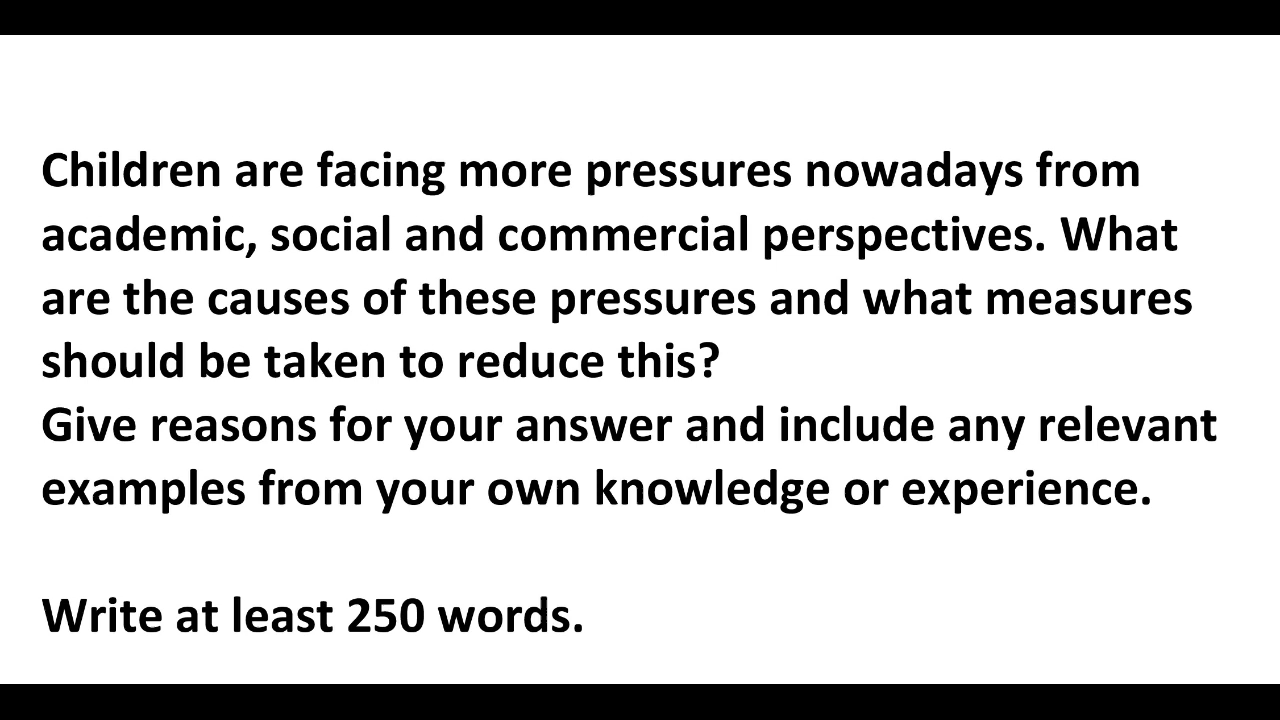 Children are facing more pressures nowadays from
academic, social and commercial perspectives. What
are the causes of these pressures and what measures
should be taken to reduce this?
Give reasons for your answer and include any relevant
examples from your own knowledge or experience.
Write at least 250 words.